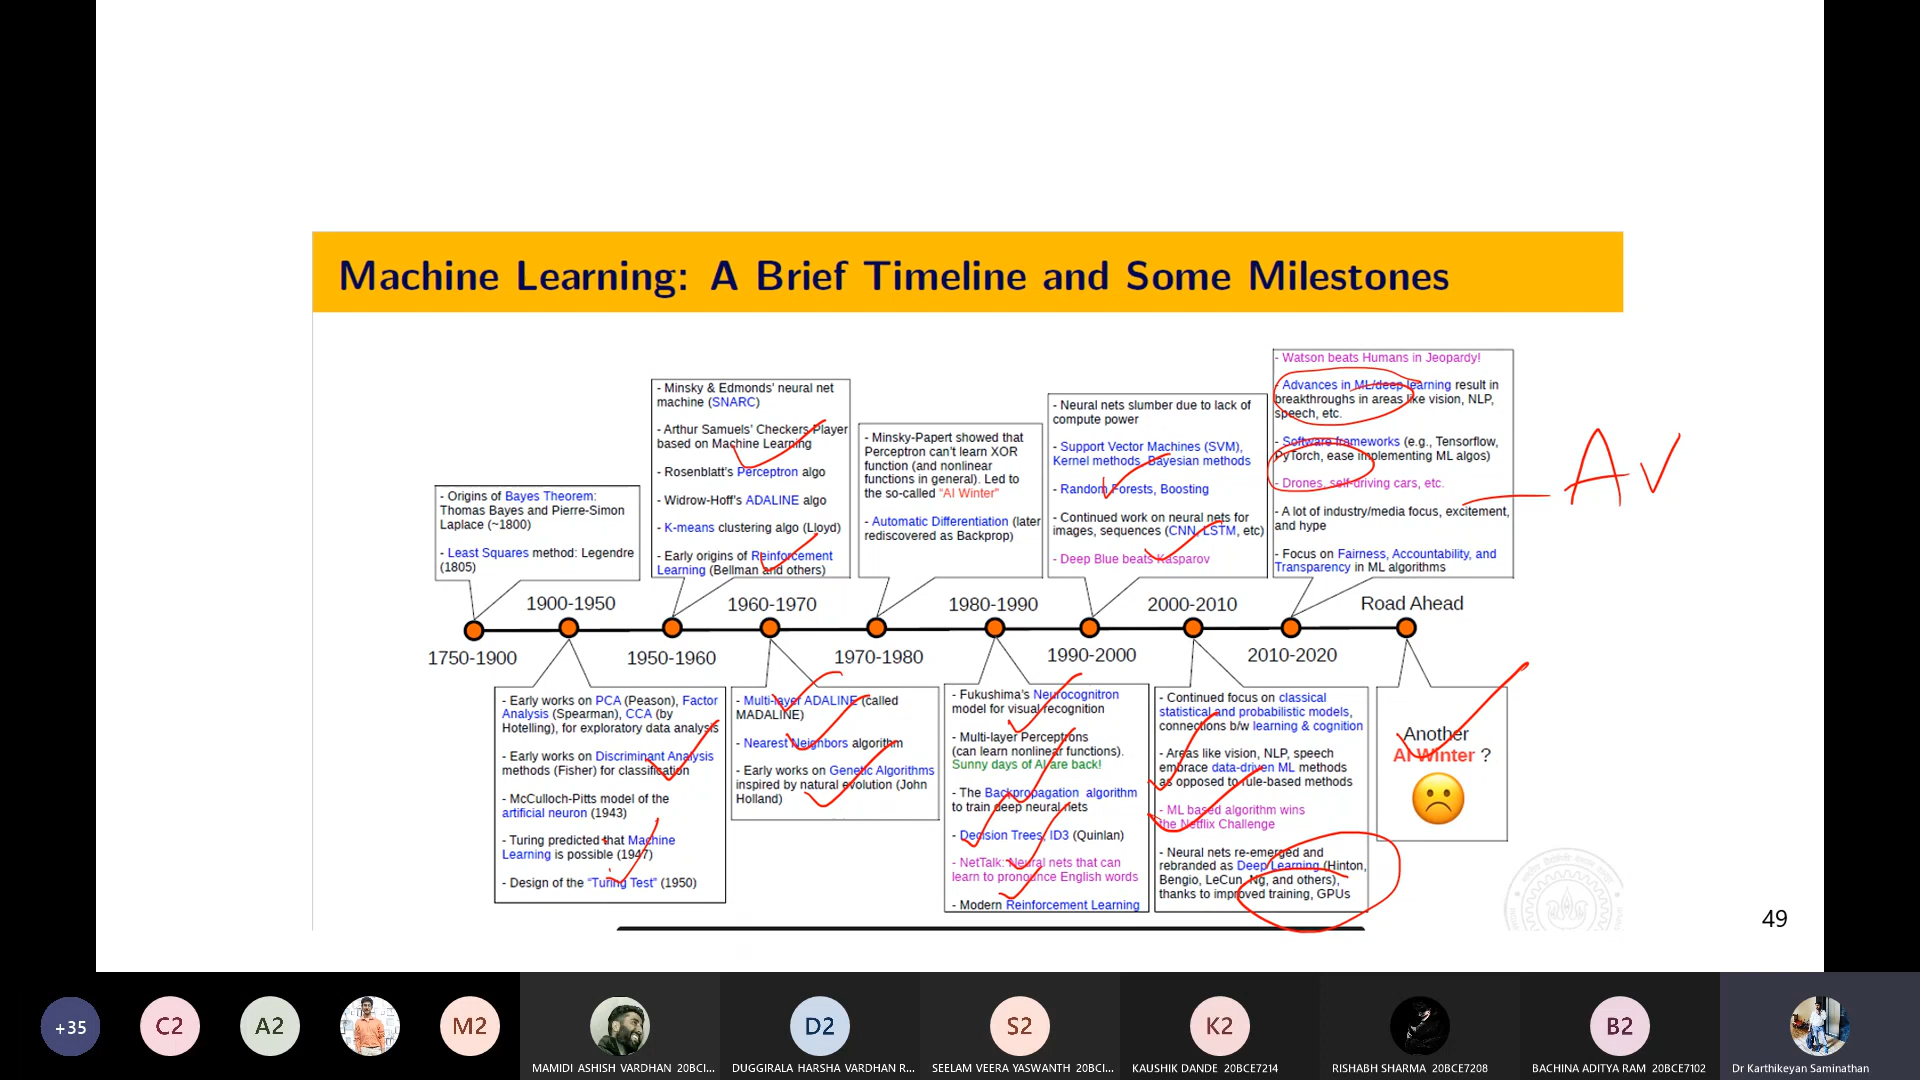 Machine Learning: A Brief Timeline and Some Milestones
- Origins of Bayes Theorem:
Thomas Bayes and Pierre-Simon
Laplace (~1800)
- Least Squares method: Legendre
(1805)
- Minsky & Edmonds' neural net
machine (SNARC)
- Arthur Samuels' Checkers Player
based on Machine Learning
- Rosenblatt's Perceptron algo
- Widrow-Hoff's ADALINE algo
- K-means clustering algo (Lloyd)
- Early origins of Reinforcement
Learning (Bellman and others)
- Minsky-Papert showed that
Perceptron can't learn XOR
function (and nonlinear
functions in general). Led to
the so-called "AI Winter"
- Automatic Differentiation (later
rediscovered as Backprop)
- Neural nets slumber due to lack of
compute power
- Support Vector Machines (SVM),
Kernel methods, Bayesian methods
- Random Forests, Boosting
- Continued work on neural nets for
images, sequences (CNN, LSTM, etc)
- Deep Blue beats Kasparov
- Watson beats Humans in Jeopardy!
- Advances in ML/deep learning result in
breakthroughs in areas like vision, NLP,
speech, etc.
- Software frameworks (e.g., Tensorflow,
PyTorch, ease implementing ML algos)
- Drones, self-driving cars, etc.
- A lot of industry/media focus, excitement,
and hype
- Focus on Fairness, Accountability, and
Transparency in ML algorithms
AV
1900-1950
1960-1970
1980-1990
2000-2010
Road Ahead
1750-1900
1950-1960
1970-1980
1990-2000
2010-2020
- Early works on PCA (Peason), Factor
Analysis (Spearman), CCA (by
Hotelling), for exploratory data analysis
- Early works on Discriminant Analysis
methods (Fisher) for classification
- McCulloch-Pitts model of the
artificial neuron (1943)
- Turing predicted that Machine
Learning is possible (1947)
- Design of the "Turing Test" (1950)
- Multi-layer ADALINE (called
MADALINE)
- Nearest Neighbors algorithm
- Early works on Genetic Algorithms
inspired by natural evolution (John
Holland)
- Fukushima's Neurocognitron
model for visual recognition
- Multi-layer Perceptrons
(can learn nonlinear functions).
Sunny days of AI are back!
- The Backpropagation algorithm
to train deep neural nets
- Decision Trees, ID3 (Quinlan)
- NetTalk: Neural nets that can
learn to pronounce English words
- Modern Reinforcement Learning
- Continued focus on classical
statistical and probabilistic models,
connections b/w learning & cognition
- Areas like vision, NLP, speech
embrace data-driven ML methods
as opposed to rule-based methods
- ML based algorithm wins
the Netflix Challenge
- Neural nets re-emerged and
rebranded as Deep Learning (Hinton,
Bengio, LeCun, Ng, and others),
thanks to improved training, GPUs
Another
AI Winter ?
49
+35
C2
A2
M2
D2
S2
K2
B2
MAMIDI ASHISH VARDHAN 20BCI...
DUGGIRALA HARSHA VARDHAN R...
SEELAM VEERA YASWANTH 20BCI...
KAUSHIK DANDE 20BCE7214
RISHABH SHARMA 20BCE7208
BACHINA ADITYA RAM 20BCE7102
Dr Karthikeyan Saminathan